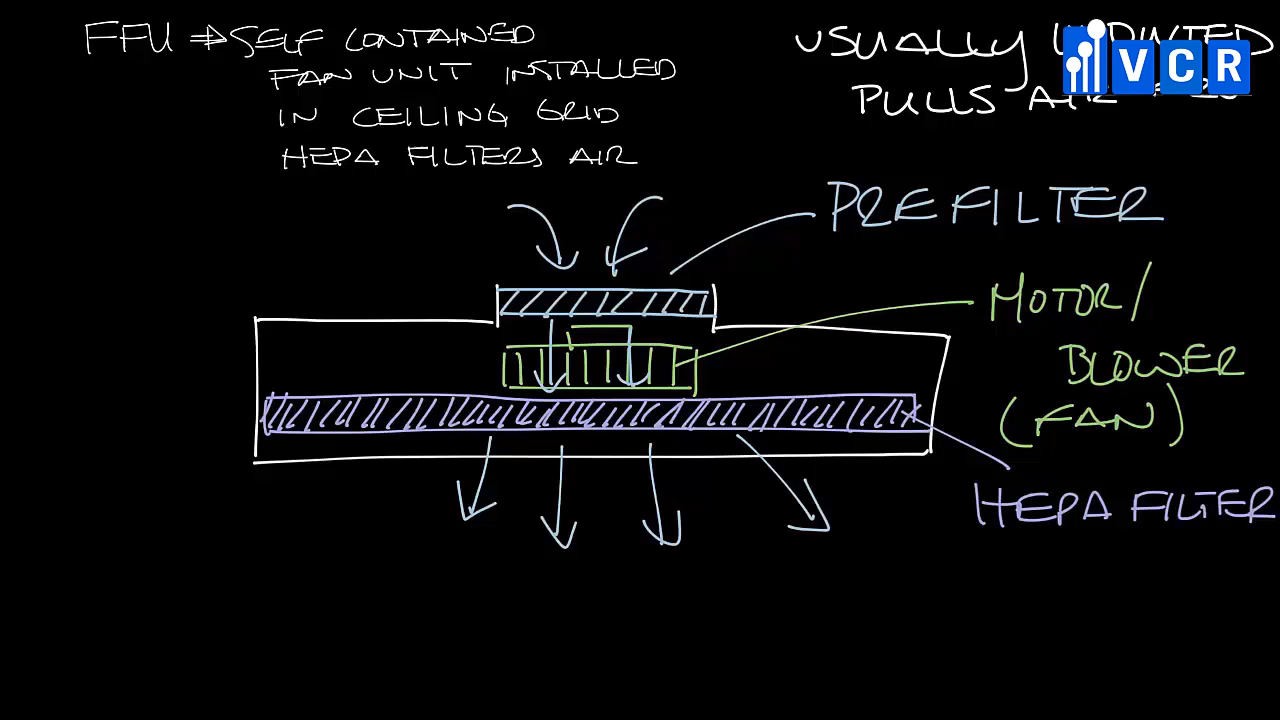 FFU ⇒ SELF CONTAINED
FAN UNIT INSTALLED
IN CEILING GRID
HEPA FILTERS AIR
USUALLY
PULLS AIR
VCR
PREFILTER
MOTOR/
BLOWER
(FAN)
HEPA FILTER